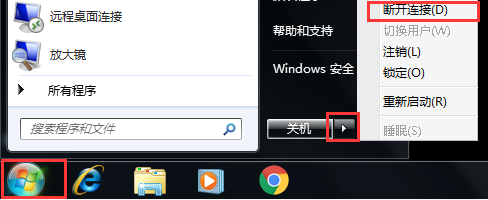 远程桌面连接
放大镜
所有程序
搜索程序和文件
帮助和支持
Windows 安全
关机
断开连接(D)
切换用户(W)
注销(L)
锁定(O)
重新启动(R)
睡眠(S)